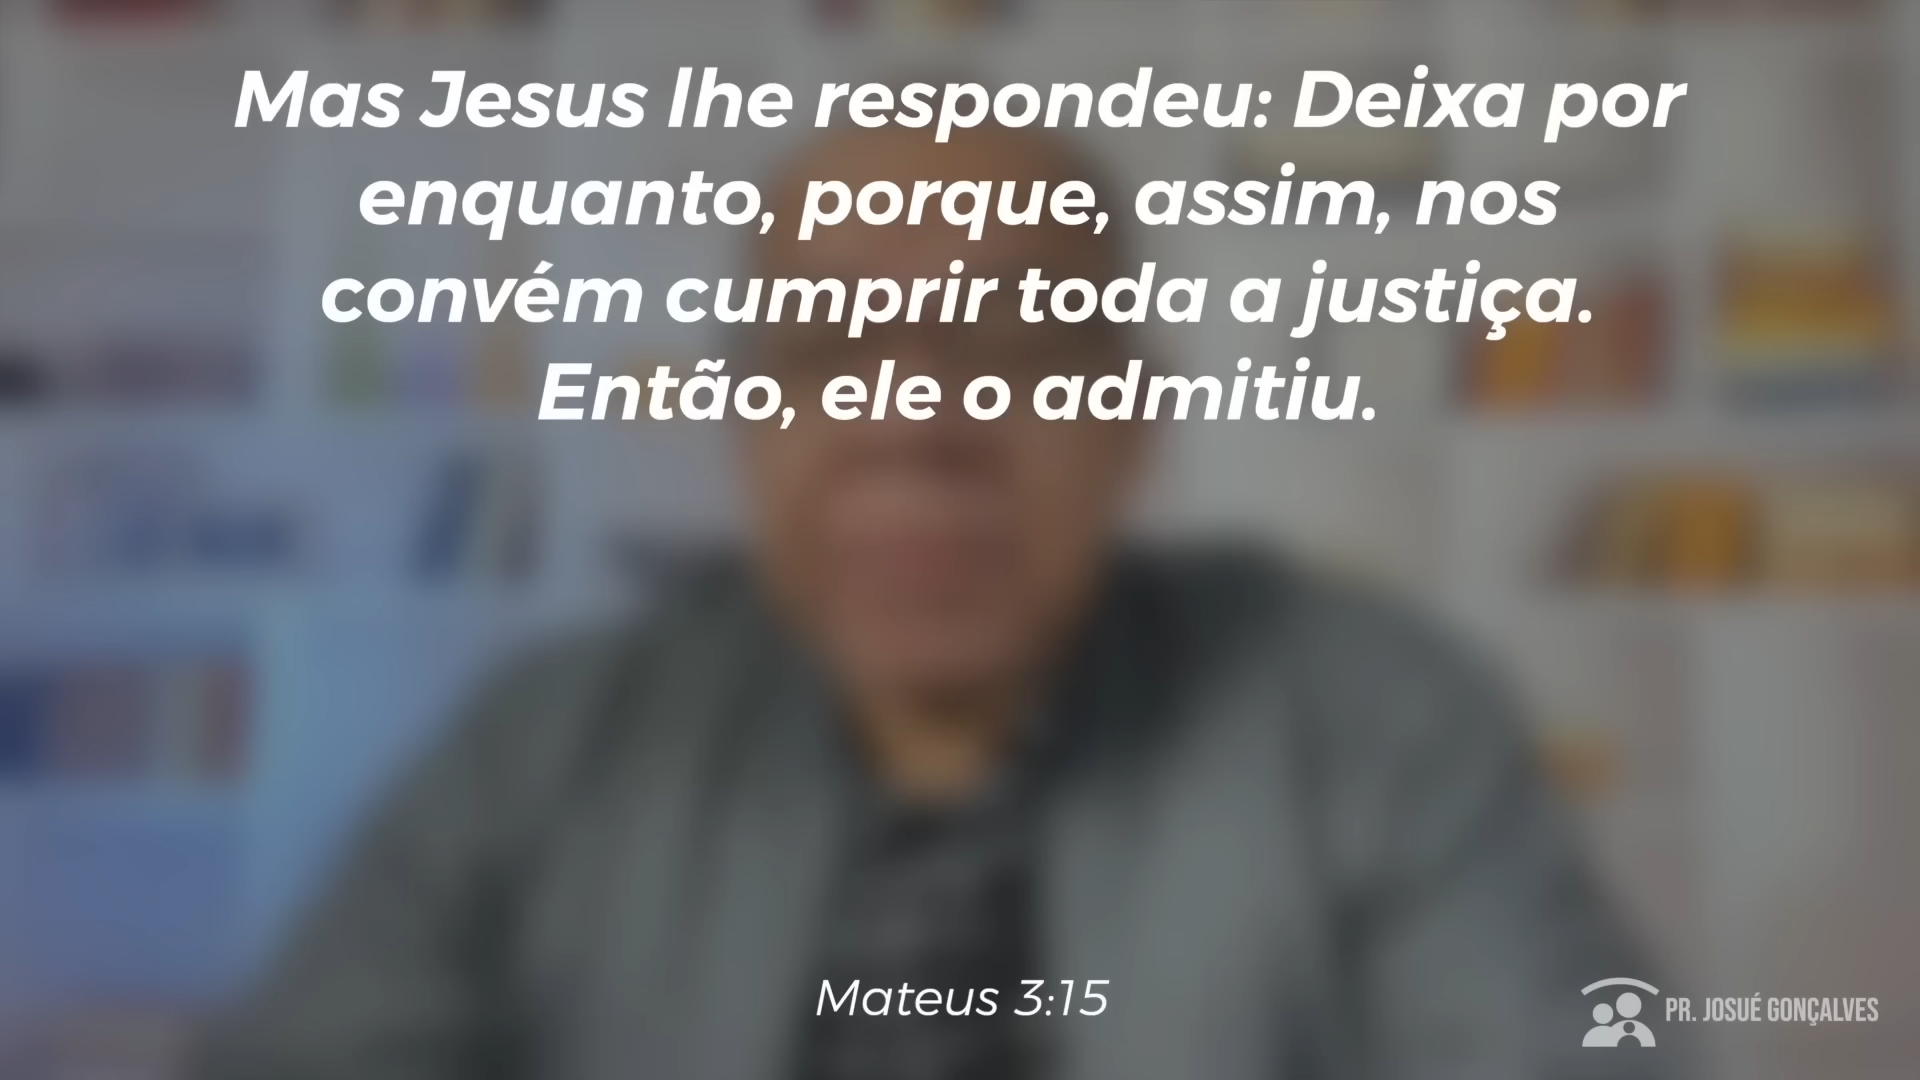 Mas Jesus lhe respondeu: Deixa por
enquanto, porque, assim, nos
convém cumprir toda a justiça.
Então, ele o admitiu.
Mateus 3:15
PR. JOSUÉ GONÇALVES